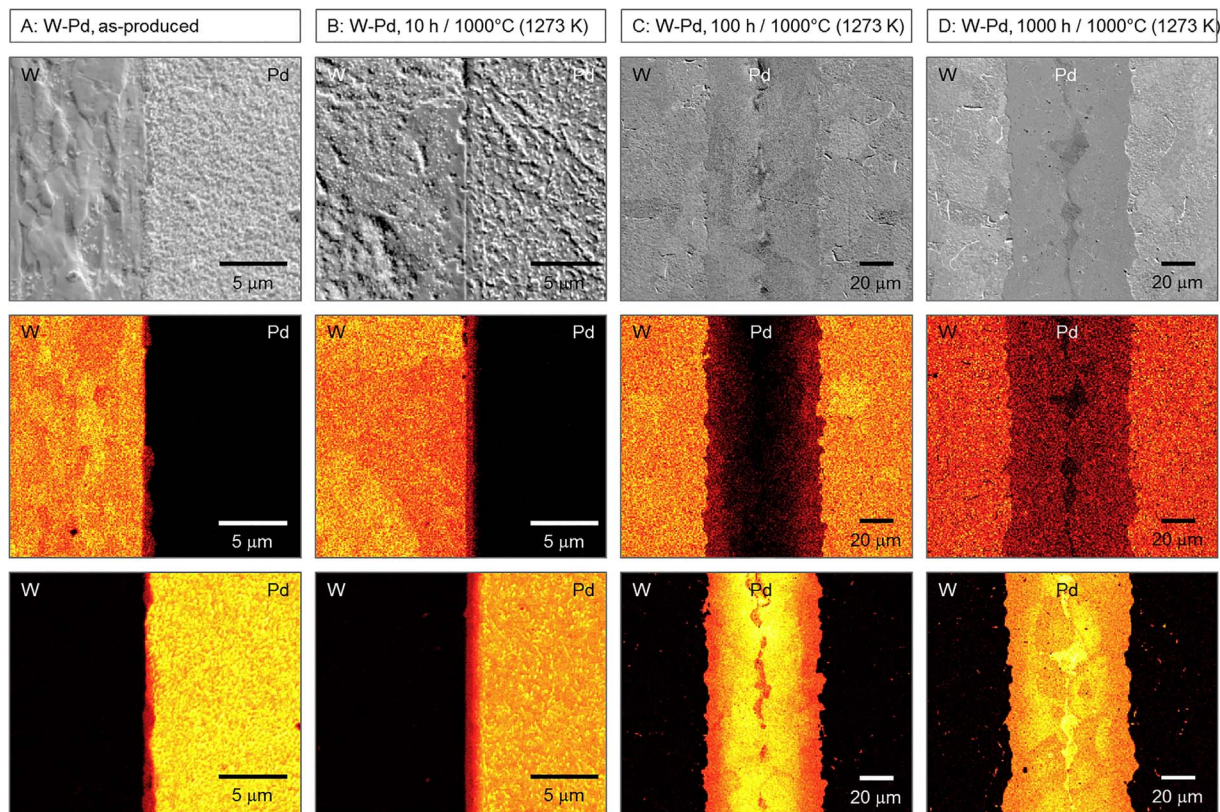 A: W-Pd, as-produced
B: W-Pd, 10 h / 1000°C (1273 K)
C: W-Pd, 100 h / 1000°C (1273 K)
D: W-Pd, 1000 h / 1000°C (1273 K)
W Pd
5 µm
W Pd
5 µm
W Pd
20 µm
W Pd
20 µm
W Pd
5 µm
W Pd
5 µm
W Pd
20 µm
W Pd
20 µm
W Pd
5 µm
W Pd
5 µm
W Pd
20 µm
W Pd
20 µm